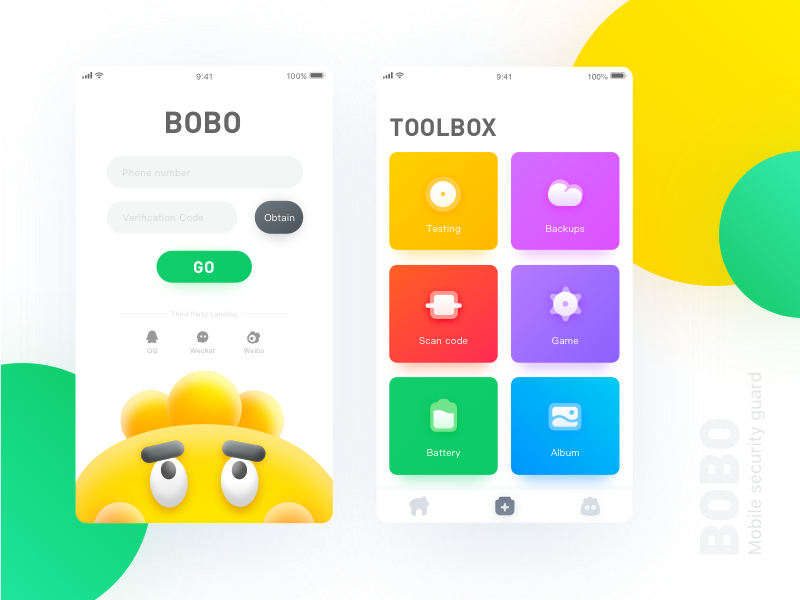 9:41
100%
BOBO
Phone number
Verification Code
Obtain
GO
Third Party Landing
QQ
Wechat
Weibo
9:41
100%
TOOLBOX
Testing
Backups
Scan code
Game
Battery
Album
BOBO
Mobile security guard